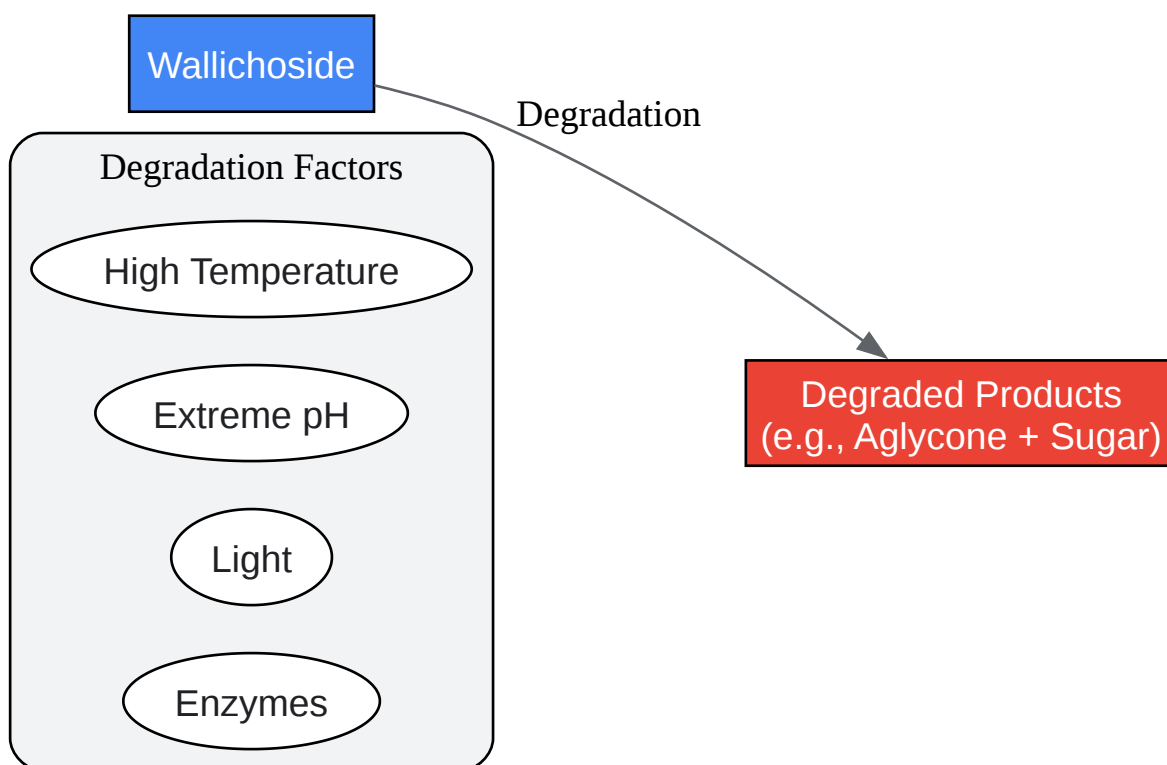 Wallichoside
Degradation
Degradation Factors
High Temperature
Extreme pH
Light
Enzymes
Degraded Products
(e.g., Aglycone + Sugar)